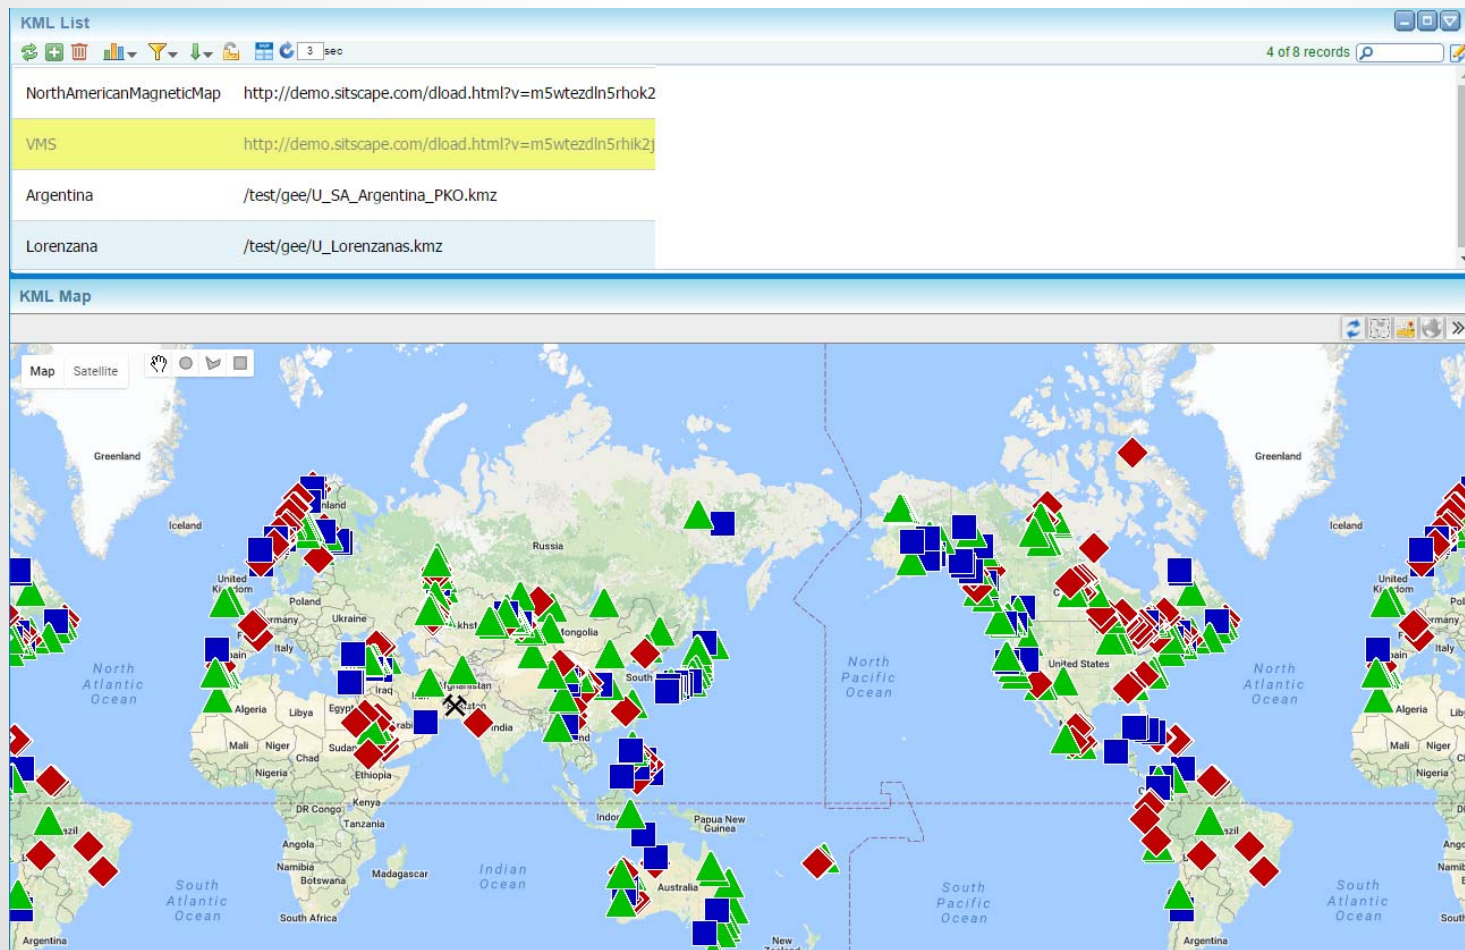 KML List
3 sec
4 of 8 records
NorthAmericanMagneticMap http://demo.sitscape.com/dload.html?v=m5wtezdln5rhok2
VMS http://demo.sitscape.com/dload.html?v=m5wtezdln5rhik2j
Argentina /test/gee/U_SA_Argentina_PKO.kmz
Lorenzana /test/gee/U_Lorenzanas.kmz
KML Map
Map Satellite
Greenland
Greenland
Iceland
Iceland
Russia
United
United
Poland
Ukraine
Mongolia
Italy
Italy
United States
North
Atlantic
Ocean
North
Pacific
Ocean
North
Atlantic
Ocean
South
Iraq
Algeria
Libya
India
Algeria
Mali Niger
Chad
Mali Niger
Nigeria
Ethiopia
Nigeria
DR Congo
Kenya
Tanzania
Papua New
Guinea
Angola
Namibia
Botswana
Madagascar
Indian
Ocean
Australia
South
Atlantic
Ocean
South Africa
South
Pacific
Ocean
South
Atlantic
Ocean
Argentina
New
Argentina